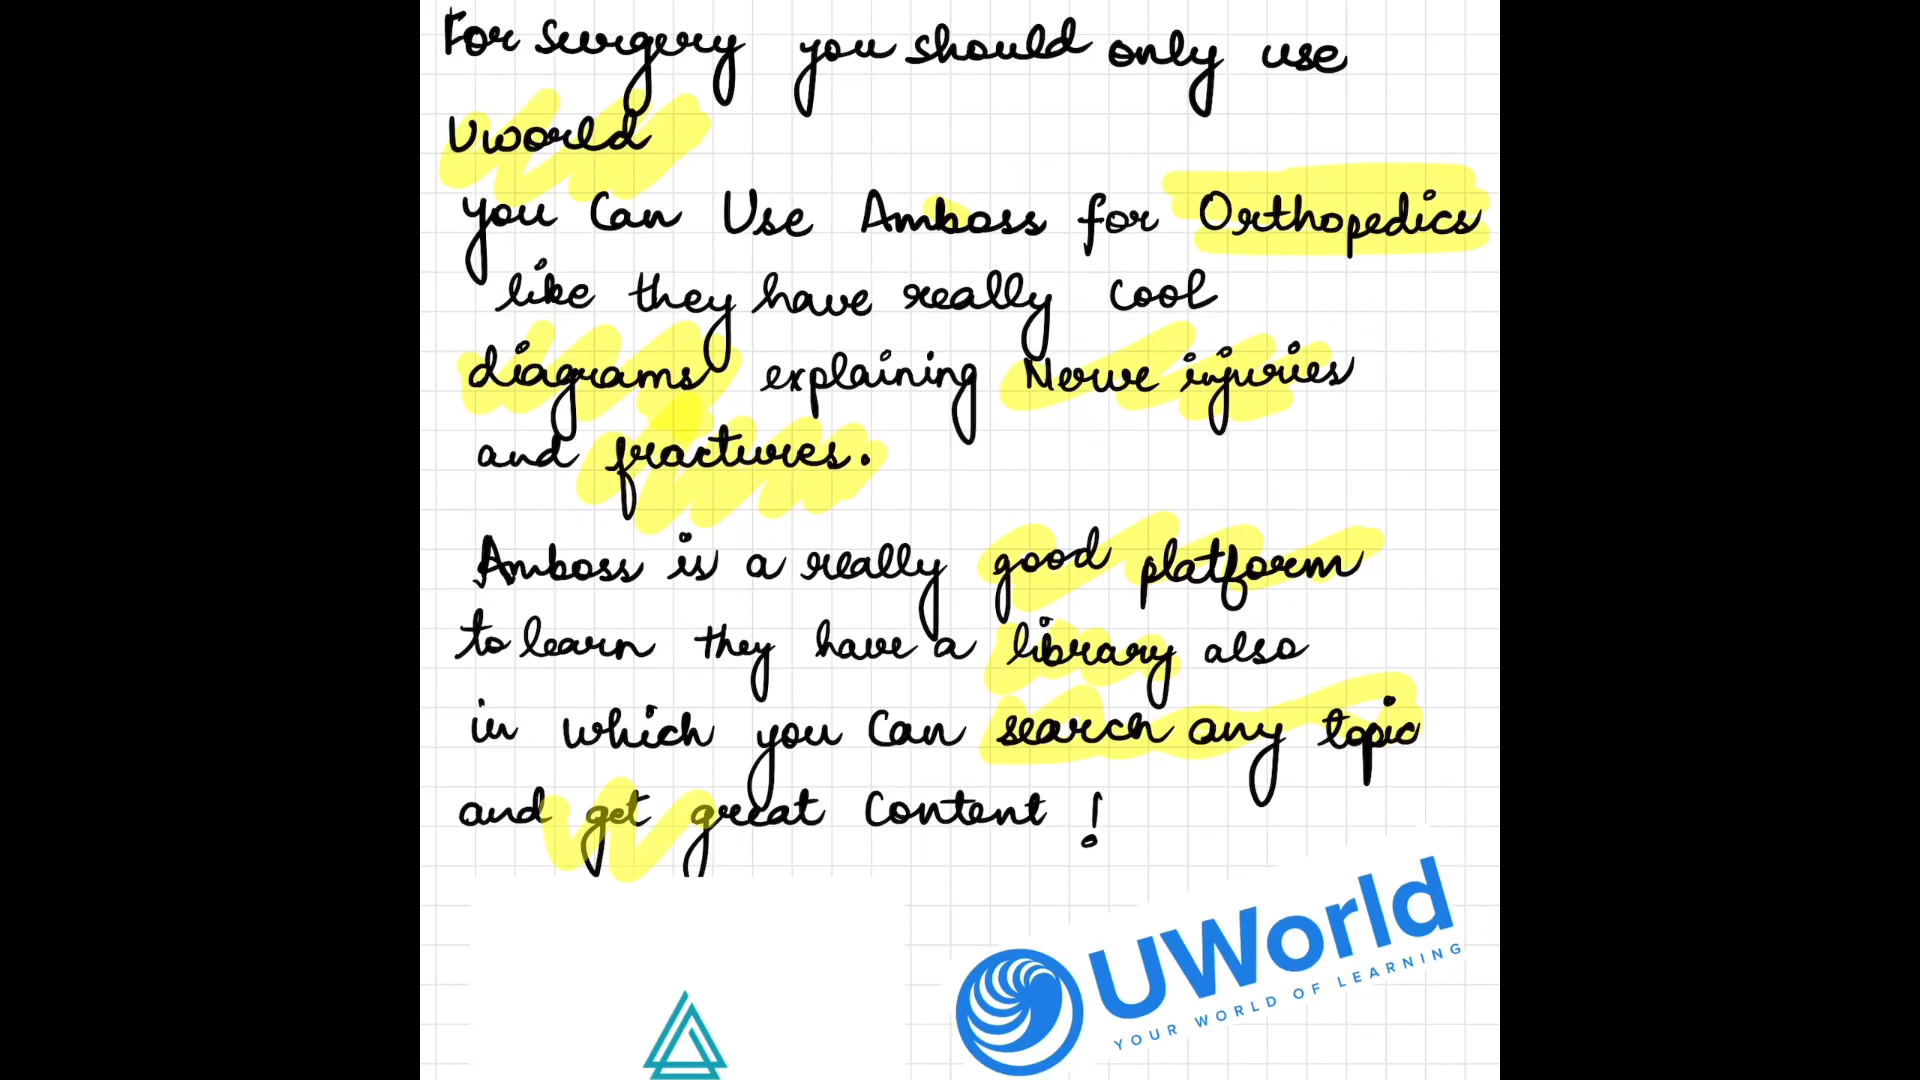 For surgery you should only use
Uworld
you Can Use Amboss for Orthopedics
like they have really cool
diagrams explaining Nerve injuries
and fractures.
Amboss is a really good platform
to learn they have a library also
in which you Can search any topic
and get great Content !
UWorld
YOUR WORLD OF LEARNING